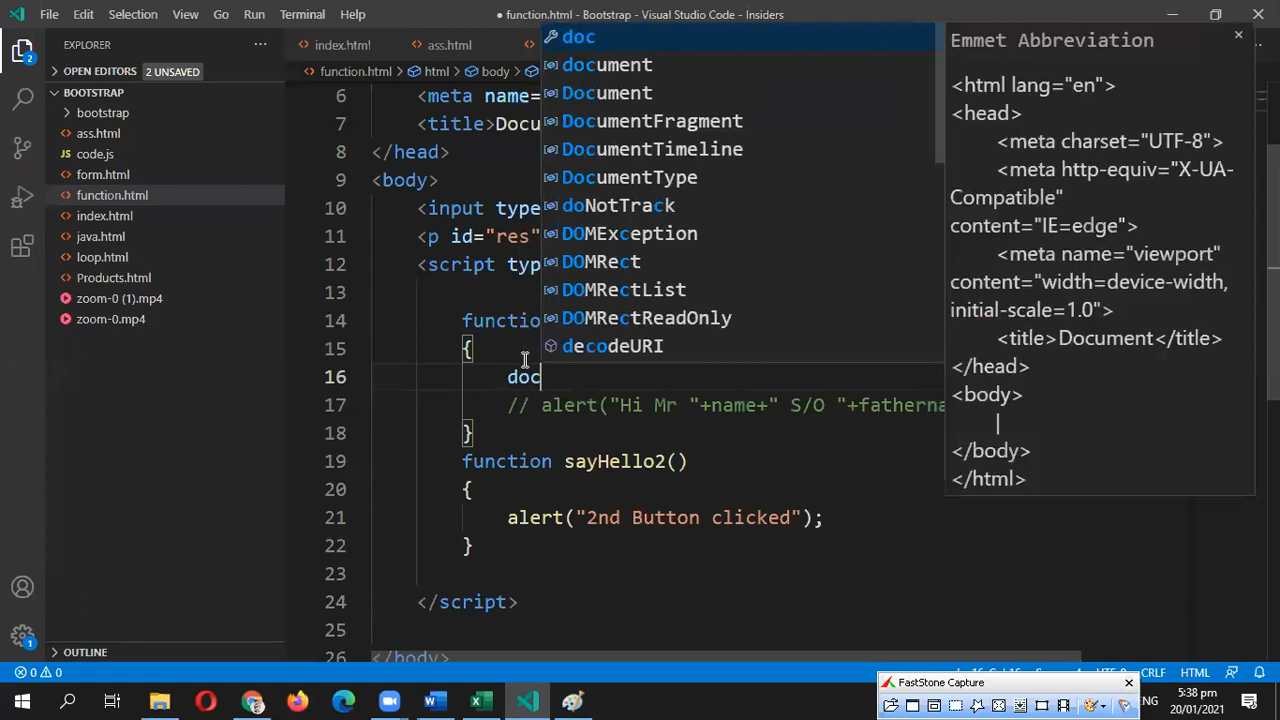 File Edit Selection View Go Run Terminal Help
● function.html - Bootstrap - Visual Studio Code - Insiders
EXPLORER
OPEN EDITORS 2 UNSAVED
BOOTSTRAP
bootstrap
ass.html
code.js
form.html
function.html
index.html
java.html
loop.html
Products.html
zoom-0 (1).mp4
zoom-0.mp4
OUTLINE
index.html ass.html
function.html > html > body >
6 <meta name=
7 <title>Docu
8 </head>
9 <body>
10 <input type
11 <p id="res"
12 <script typ
13
14 functio
15 {
16 doc
17 // alert("Hi Mr "+name+" S/O "+fatherna
18 }
19 function sayHello2()
20 {
21 alert("2nd Button clicked");
22 }
23
24 </script>
25
26 </body>
doc
document
Document
DocumentFragment
DocumentTimeline
DocumentType
doNotTrack
DOMException
DOMRect
DOMRectList
DOMRectReadOnly
decodeURI
Emmet Abbreviation
<html lang="en">
<head>
<meta charset="UTF-8">
<meta http-equiv="X-UA-
Compatible"
content="IE=edge">
<meta name="viewport"
content="width=device-width,
initial-scale=1.0">
<title>Document</title>
</head>
<body>
|
</body>
</html>
2
1
0 0
CRLF HTML
FastStone Capture
ENG
5:38 pm
20/01/2021